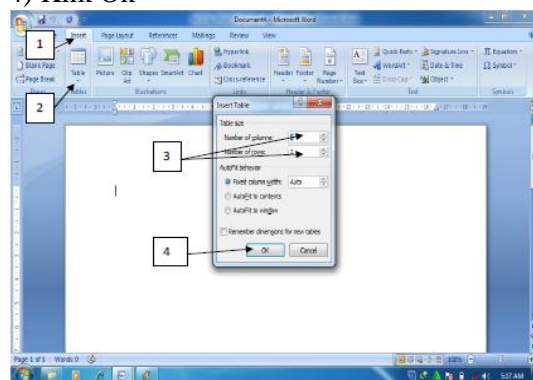 4) Klik Ok
Document4 - Microsoft Word
Insert Page Layout References Mailings Review View
Blank Page
Page Break
Table
Picture
Clip Art
Shapes SmartArt Chart
Hyperlink
Bookmark
Cross-reference
Header Footer Page Number
Text Box
Quick Parts
WordArt
Drop Cap
Signature Line
Date & Time
Object
Equation
Symbol
Tables Illustrations Links Header & Footer Text Symbols
1
2
3
4
Insert Table
Table size
Number of columns:
Number of rows:
AutoFit behavior
Fixed column width: Auto
AutoFit to contents
AutoFit to window
Remember dimensions for new tables
OK Cancel
Page 1 of 1 Words: 0
5:07 AM